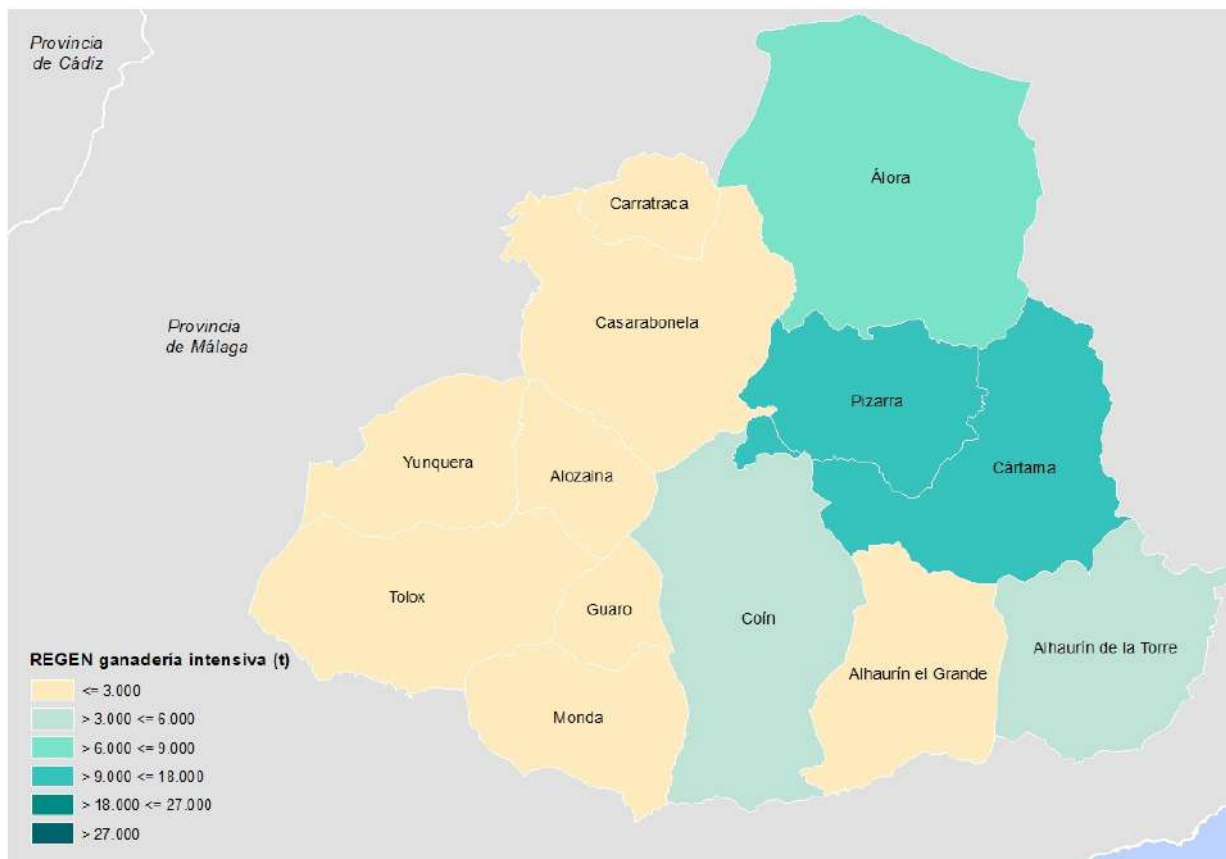 Provincia
de Cádiz
Álora
Carratraca
Casarabonela
Provincia
de Málaga
Pizarra
Yunquera
Alozaina
Cártama
Tolox
Guaro
Coín
Alhaurín de la Torre
Alhaurín el Grande
Monda
REGEN ganadería intensiva (t)
<= 3.000
> 3.000 <= 6.000
> 6.000 <= 9.000
> 9.000 <= 18.000
> 18.000 <= 27.000
> 27.000